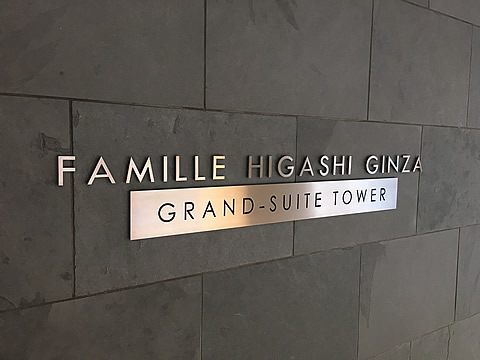 FAMILLE HIGASHI GINZA
GRAND-SUITE TOWER